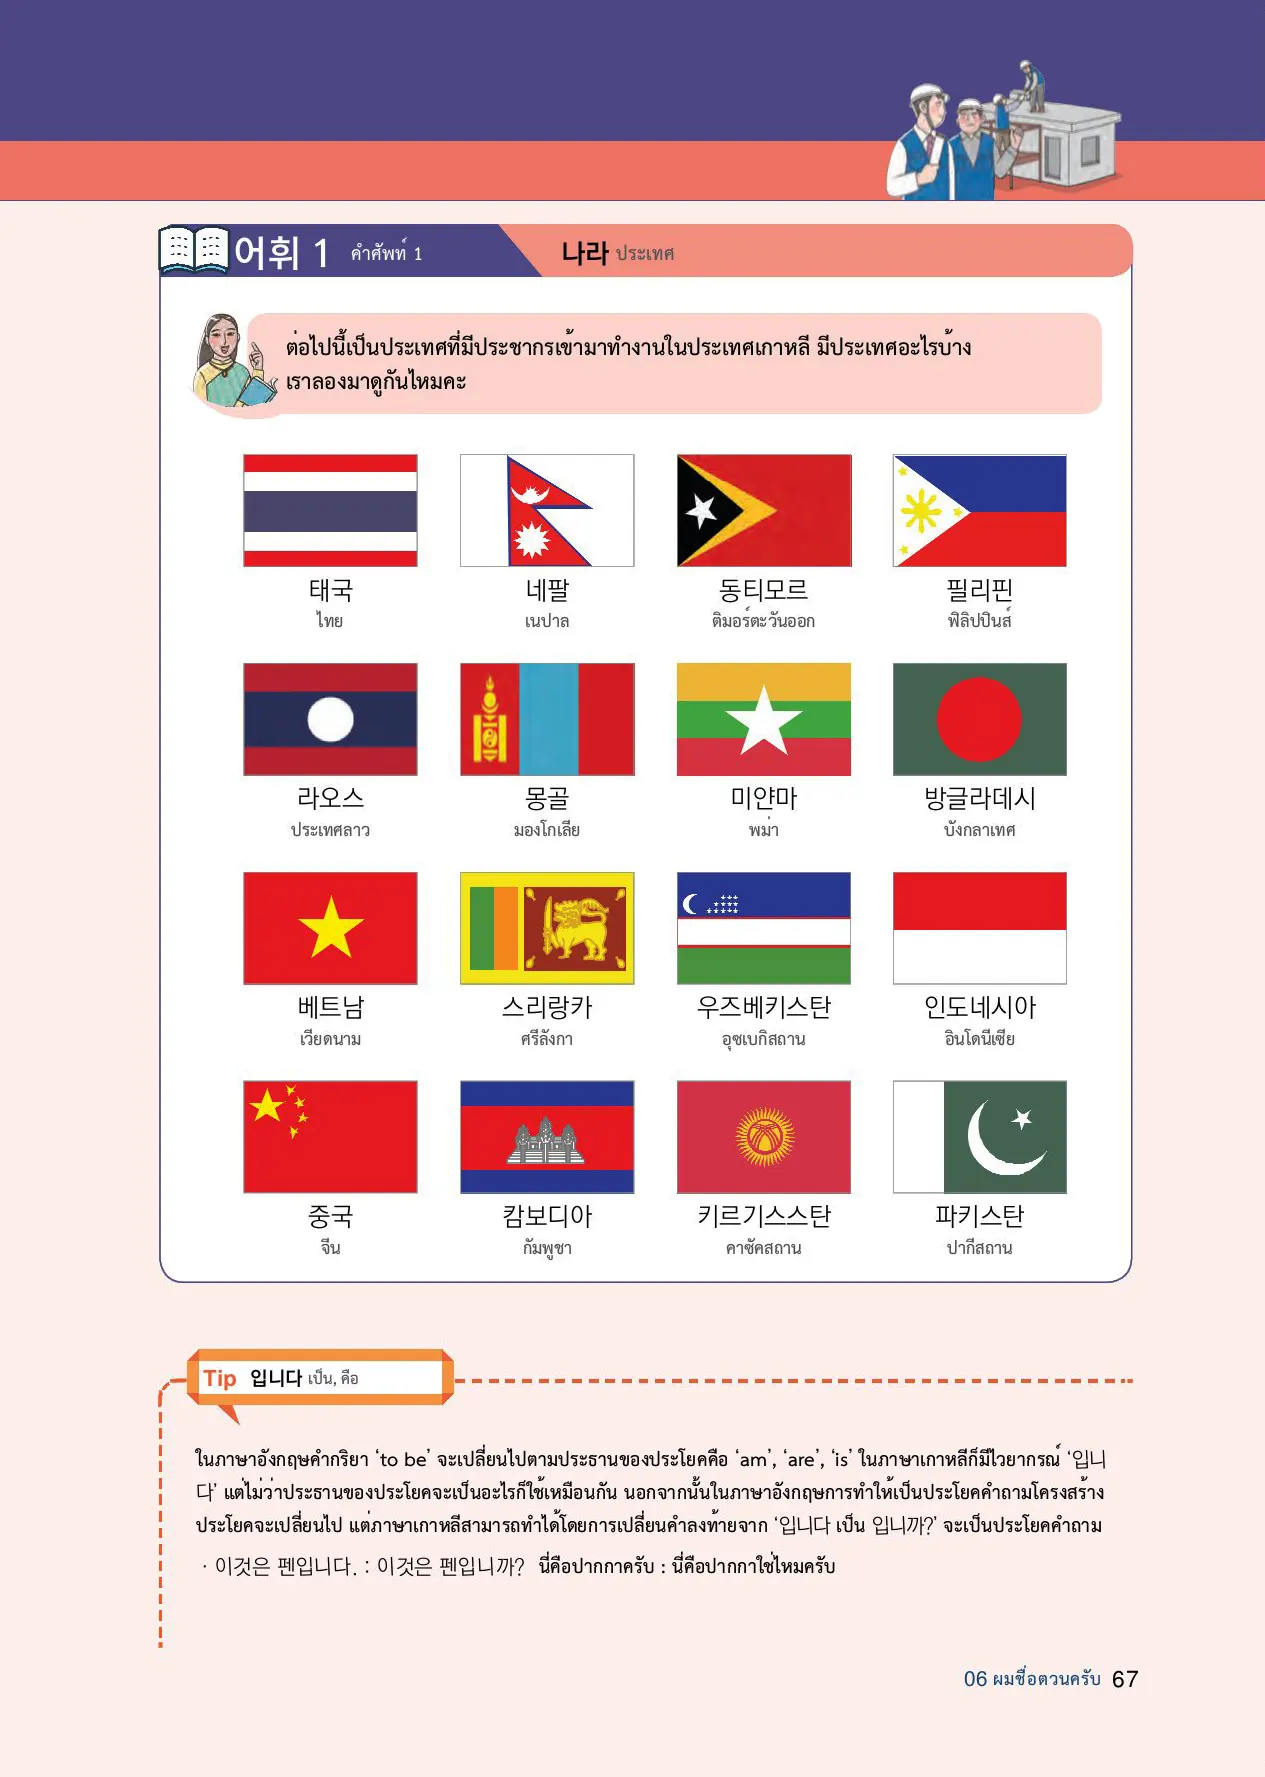 어휘 1 คำศัพท์ 1 나라 ประเทศ
ต่อไปนี้เป็นประเทศที่มีประชากรเข้ามาทำงานในประเทศเกาหลี มีประเทศอะไรบ้าง
เราลองมาดูกันไหมคะ
태국 네팔 동티모르 필리핀
ไทย เนปาล ติมอร์ตะวันออก ฟิลิปปินส์
라오스 몽골 미얀마 방글라데시
ประเทศลาว มองโกเลีย พม่า บังกลาเทศ
베트남 스리랑카 우즈베키스탄 인도네시아
เวียดนาม ศรีลังกา อุซเบกิสถาน อินโดนีเซีย
중국 캄보디아 키르기스스탄 파키스탄
จีน กัมพูชา คาซัคสถาน ปากีสถาน
Tip 입니다 เป็น, คือ
ในภาษาอังกฤษคำกริยา ‘to be’ จะเปลี่ยนไปตามประธานของประโยคคือ ‘am’, ‘are’, ‘is’ ในภาษาเกาหลีก็มีไวยากรณ์ ‘입니
다’ แต่ไม่ว่าประธานของประโยคจะเป็นอะไรก็ใช้เหมือนกัน นอกจากนั้นในภาษาอังกฤษการทำให้เป็นประโยคคำถามโครงสร้าง
ประโยคจะเปลี่ยนไป แต่ภาษาเกาหลีสามารถทำได้โดยการเปลี่ยนคำลงท้ายจาก ‘입니다 เป็น 입니까?’ จะเป็นประโยคคำถาม
· 이것은 펜입니다. : 이것은 펜입니까? นี่คือปากกาครับ : นี่คือปากกาใช่ไหมครับ
06 ผมชื่อตวนครับ 67